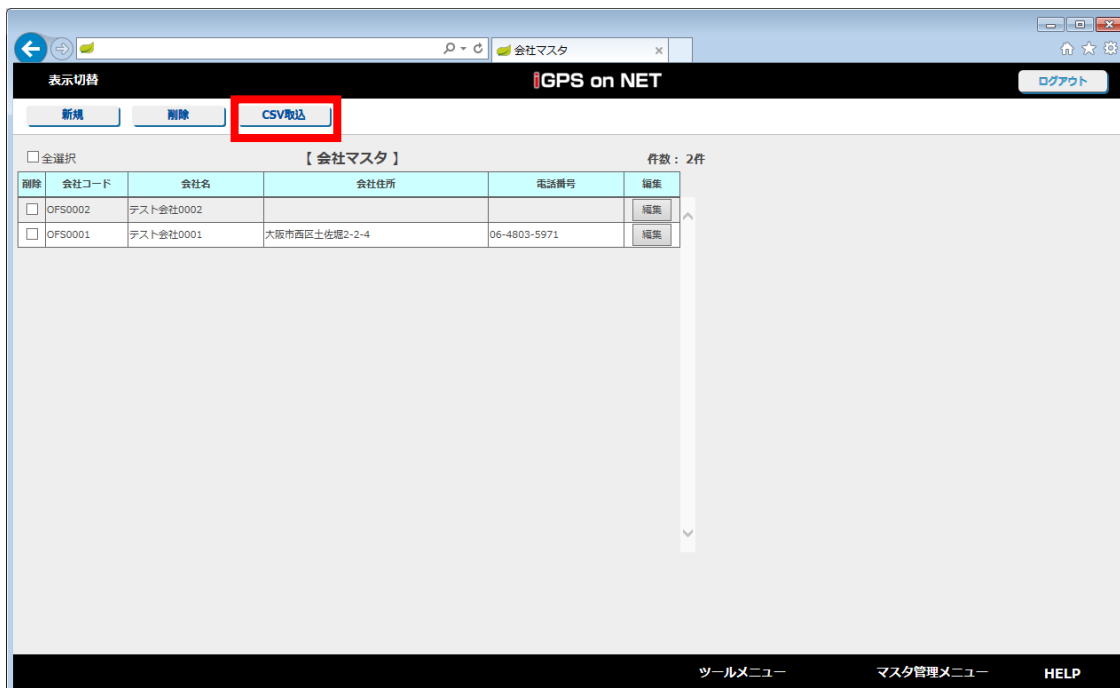 会社マスタ
表示切替
iGPS on NET
ログアウト
新規 削除 CSV取込
全選択 【 会社マスタ 】 件数： 2件
削除 会社コード 会社名 会社住所 電話番号 編集
OFS0002 テスト会社0002 編集
OFS0001 テスト会社0001 大阪市西区土佐堀2-2-4 06-4803-5971 編集
ツールメニュー マスタ管理メニュー HELP